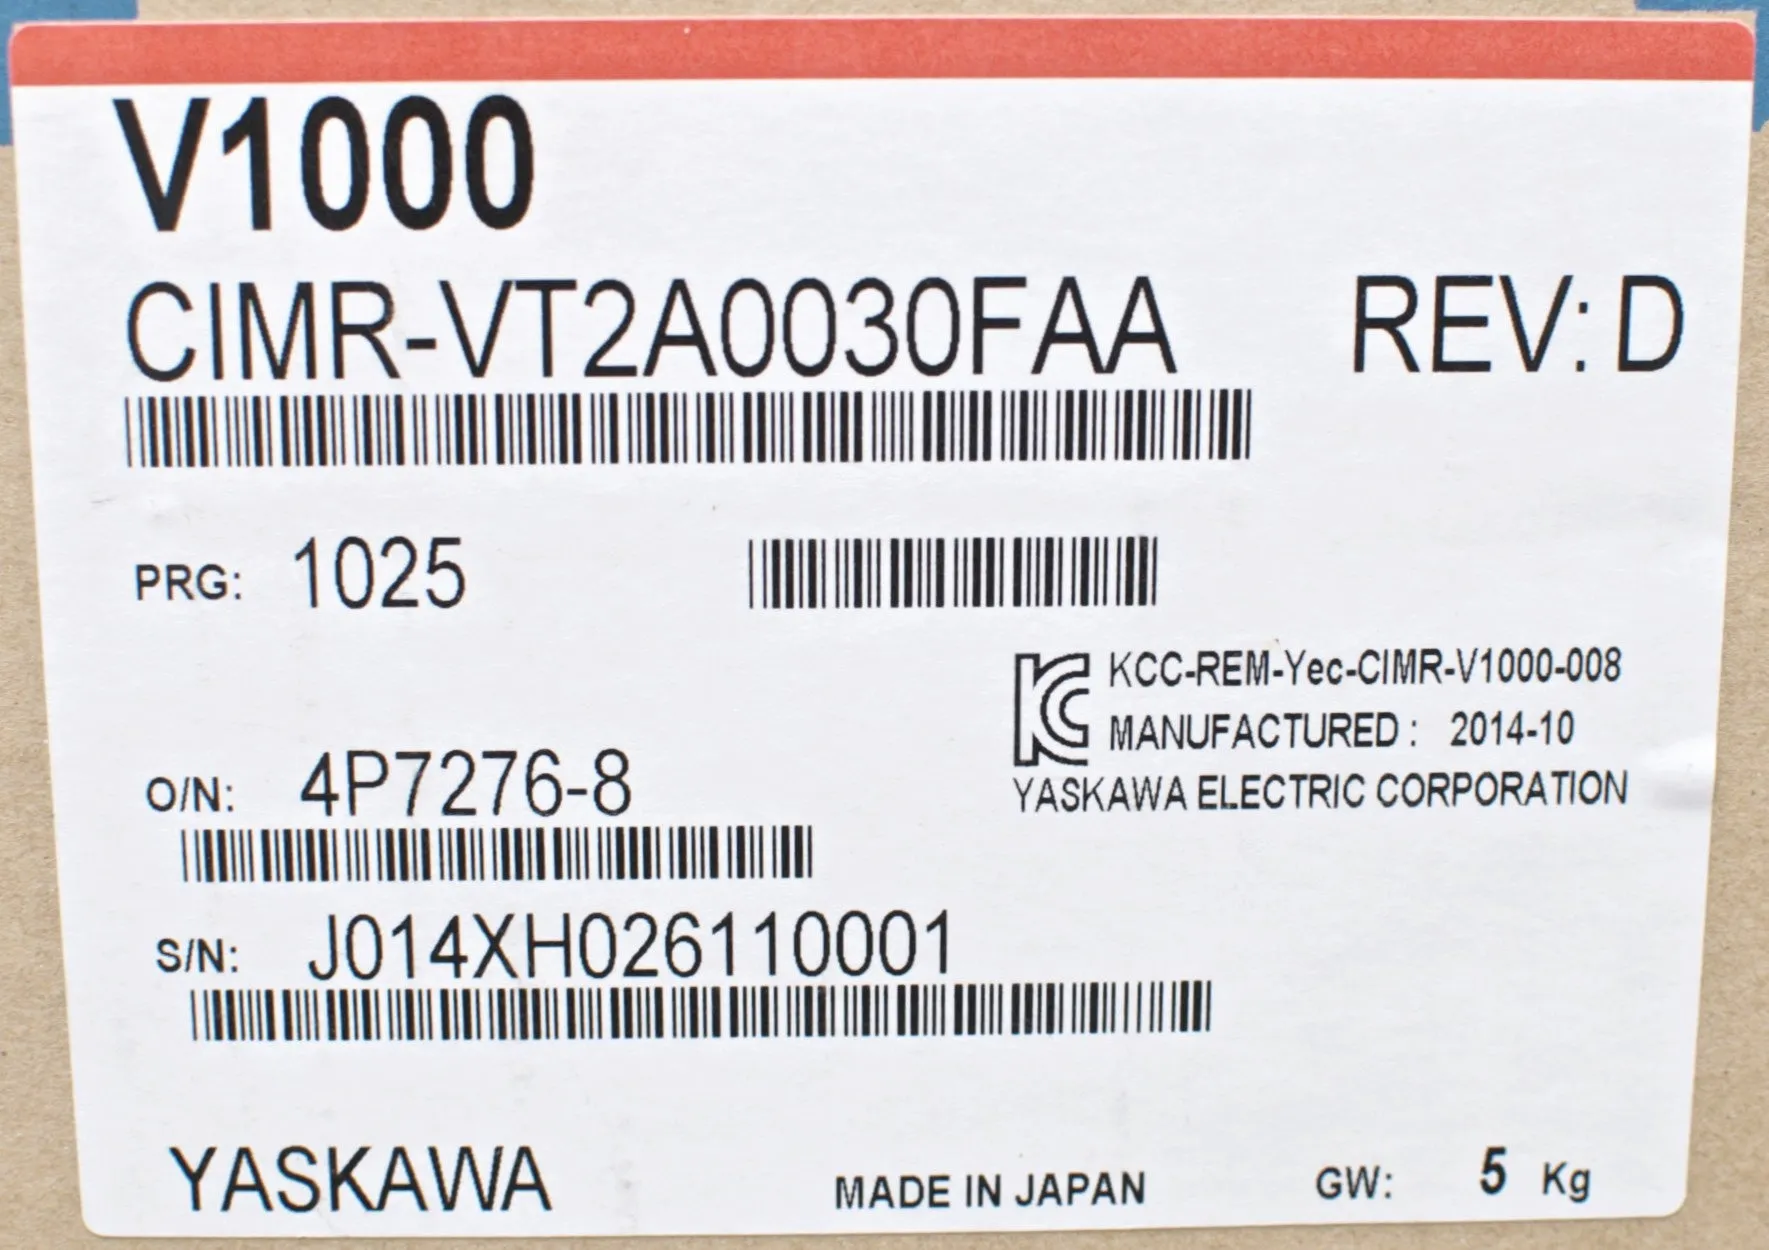 V1000
CIMR-VT2A0030FAA REV: D
PRG: 1025
KCC-REM-Yec-CIMR-V1000-008
MANUFACTURED : 2014-10
YASKAWA ELECTRIC CORPORATION
O/N: 4P7276-8
S/N: J014XH026110001
YASKAWA MADE IN JAPAN GW: 5 Kg